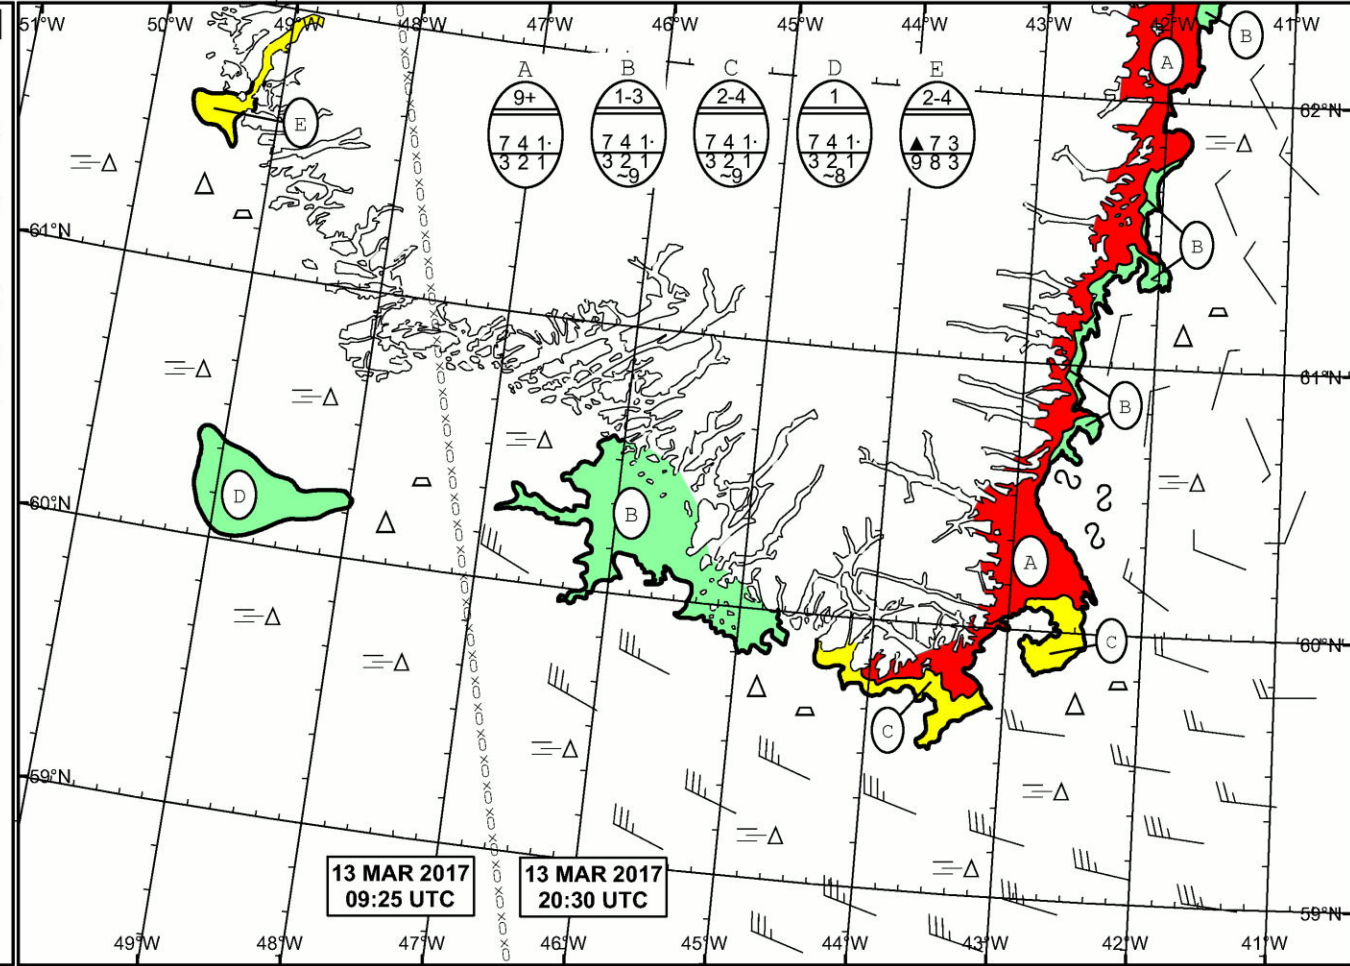 51°W 50°W 49°W 48°W 47°W 46°W 45°W 44°W 43°W 42°W 41°W
B
A
A B C D E
9+ 1-3 2-4 1 2-4
7 4 1· 7 4 1· 7 4 1· 7 4 1· ▲ 7 3
3 2 1 3 2 1 3 2 1 3 2 1 9 8 3
~9 ~9 ~8
62°N
E
61°N
B
61°N
B
60°N
D
B
A
C
60°N
C
59°N
13 MAR 2017
09:25 UTC
13 MAR 2017
20:30 UTC
59°N
49°W 48°W 47°W 46°W 45°W 44°W 43°W 42°W 41°W